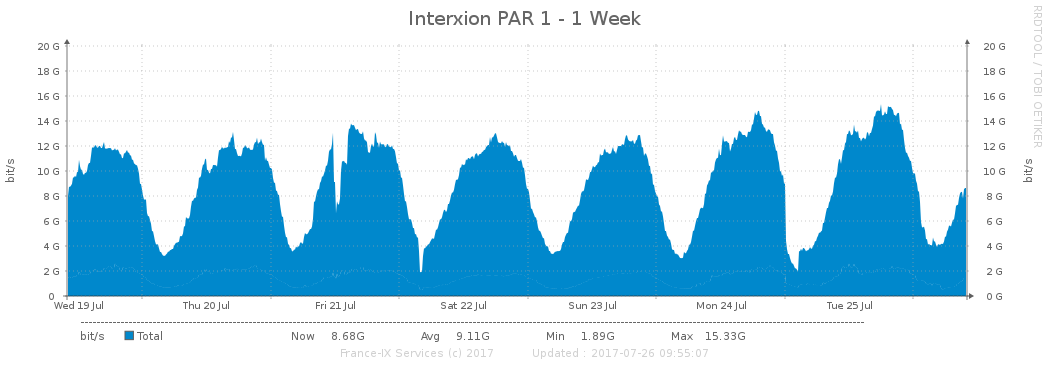 Interxion PAR 1 - 1 Week
RRDTOOL / TOBI OETIKER
20 G 20 G
18 G 18 G
16 G 16 G
14 G 14 G
12 G 12 G
10 G 10 G
8 G 8 G
6 G 6 G
4 G 4 G
2 G 2 G
0 0 G
bit/s
bit/s
Wed 19 Jul Thu 20 Jul Fri 21 Jul Sat 22 Jul Sun 23 Jul Mon 24 Jul Tue 25 Jul
bit/s Total Now 8.68G Avg 9.11G Min 1.89G Max 15.33G
France-IX Services (c) 2017 Updated : 2017-07-26 09:55:07